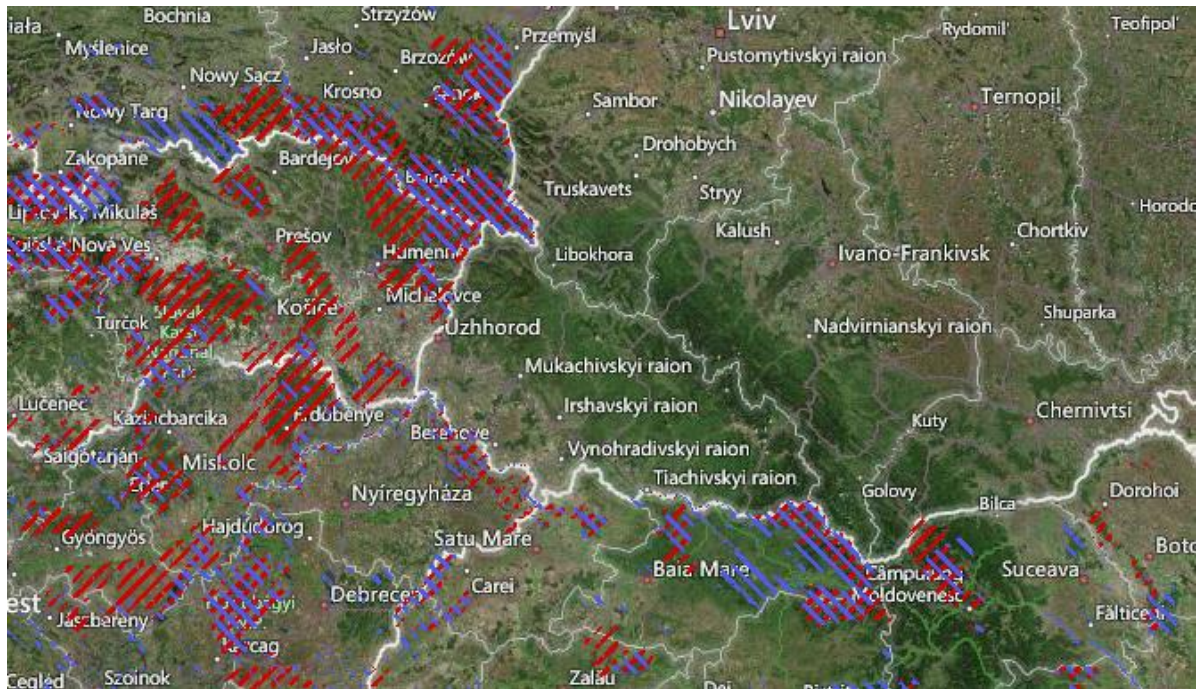 Bochnia
Strzyżów
Lviv
Rydomil'
Teofipol'
Myślenice
Jasło
Przemyśl
Pustomytivskyi raion
Nowy Sącz
Krosno
Nowy Targ
Sambor
Nikolayev
Ternopil
Zakopane
Bardejov
Drohobych
Truskavets
Stryy
Prešov
Kalush
Chortkiv
Humenné
Libokhora
Ivano-Frankivsk
Košice
Michalovce
Turčok
Shuparka
Uzhhorod
Nadvirnianskyi raion
Mukachivskyi raion
Lučenec
Kazincbarcika
Erdőbénye
Irshavskyi raion
Kuty
Chernivtsi
Berehove
Miskolc
Vynohradivskyi raion
Tiachivskyi raion
Nyíregyháza
Golovy
Bilca
Dorohoi
Gyöngyös
Hajdúdorog
Satu Mare
Baia Mare
Suceava
Câmpulung
Moldovenesc
Debrecen
Carei
Jászberény
Fălticeni
Zalău